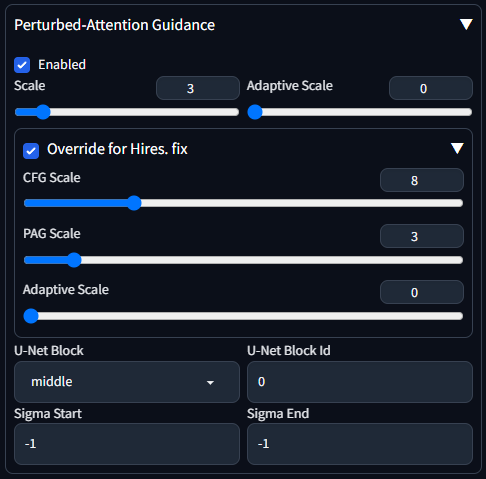 Perturbed-Attention Guidance
Enabled
Scale 3 Adaptive Scale 0
Override for Hires. fix
CFG Scale 8
PAG Scale 3
Adaptive Scale 0
U-Net Block U-Net Block Id
middle 0
Sigma Start Sigma End
-1 -1